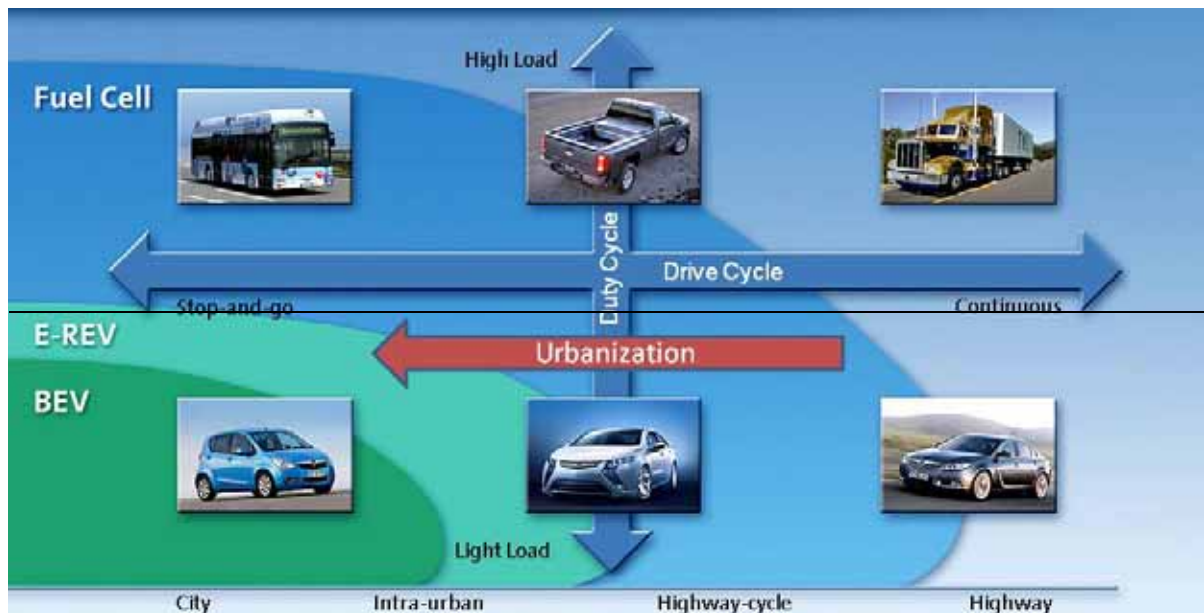 High Load
Fuel Cell
Duty Cycle
Drive Cycle
Stop-and-go
Continuous
E-REV
Urbanization
BEV
Light Load
City
Intra-urban
Highway-cycle
Highway